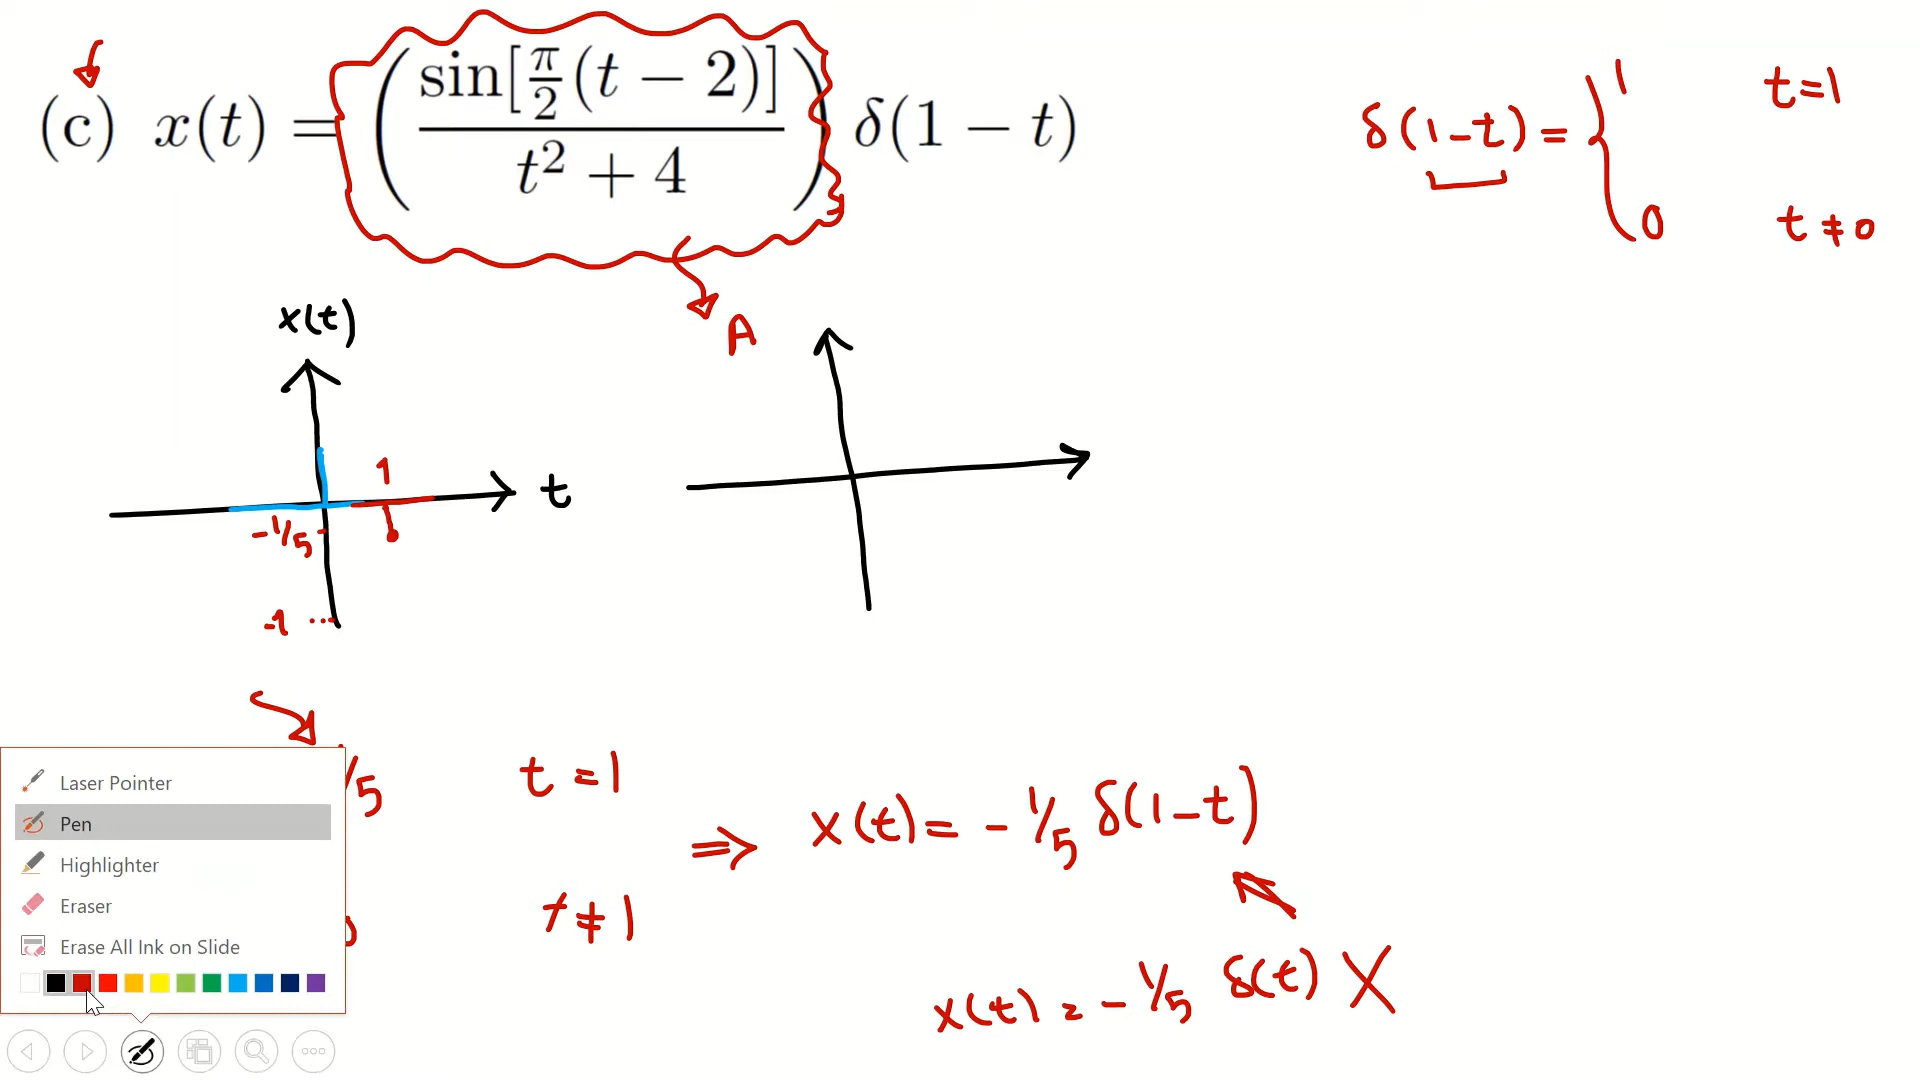 (c) x(t) = ( sin[π/2(t − 2)] / t² + 4 ) δ(1 − t)
δ(1-t) = { 1 t=1
0 t≠0
A
x(t)
1
t
-1/5
-1
/5 t=1
⇒ x(t) = - 1/5 δ(1-t)
t≠1
x(t) = - 1/5 δ(t) X
Laser Pointer
Pen
Highlighter
Eraser
Erase All Ink on Slide